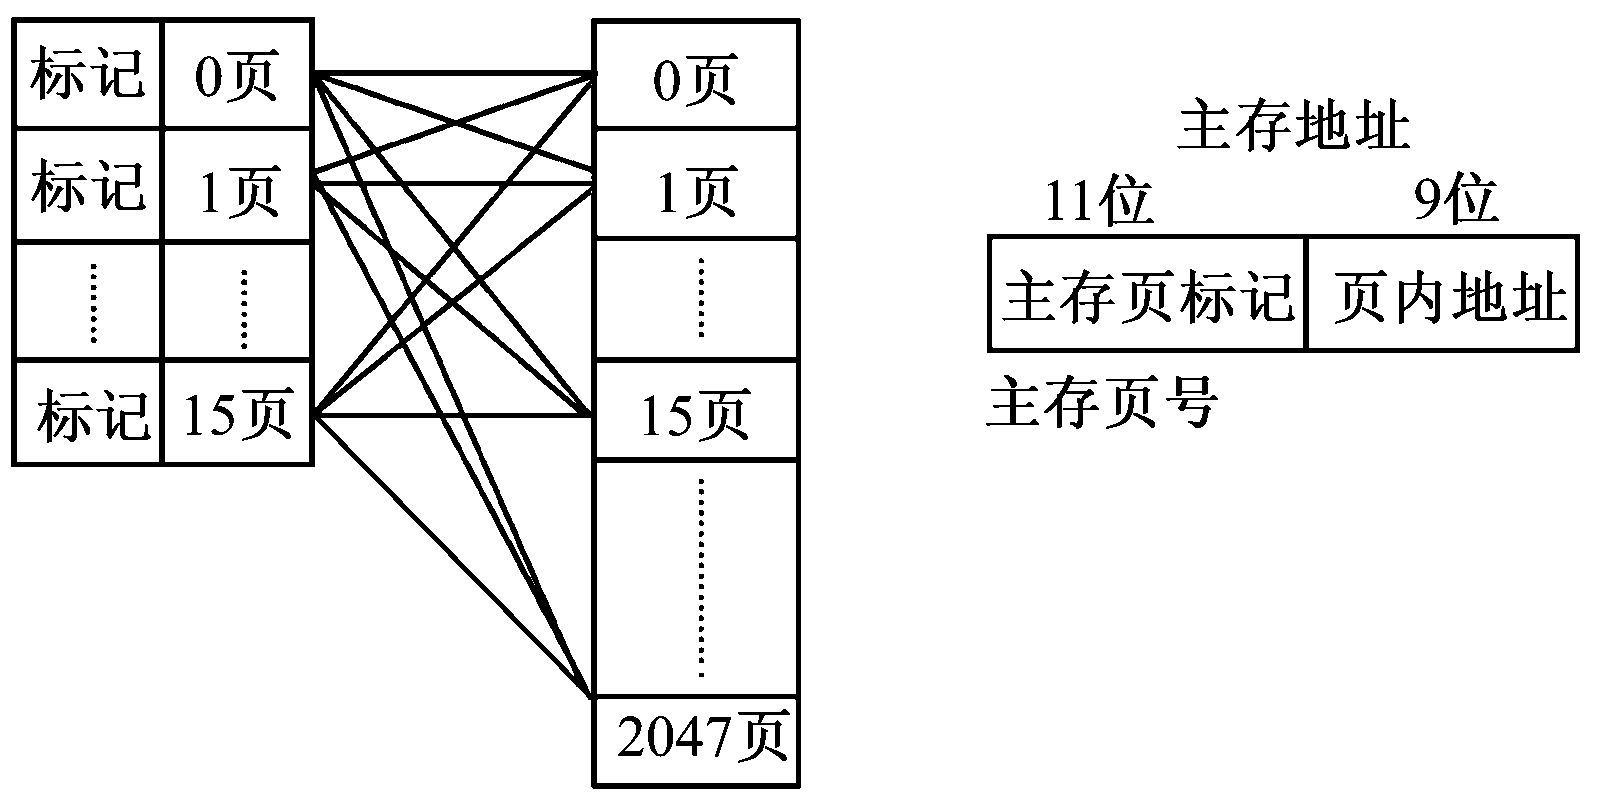 标记 0页
标记 1页
标记 15页
0页
1页
15页
2047页
主存地址
11位 9位
主存页标记 页内地址
主存页号